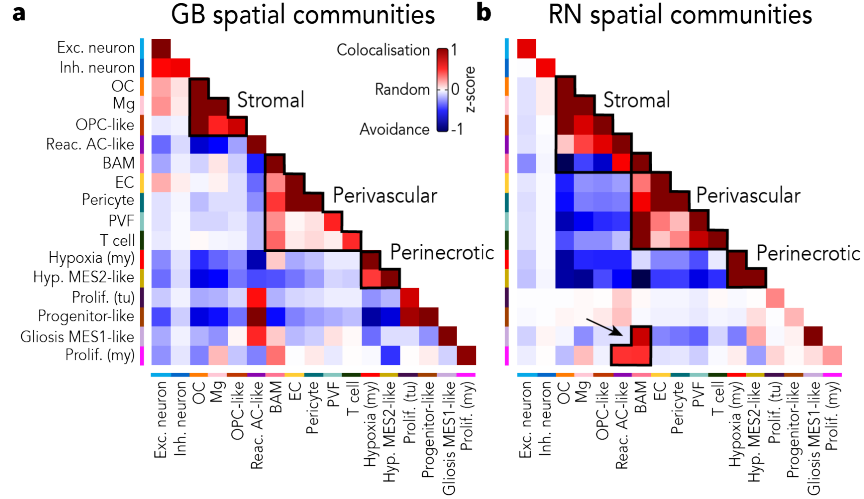 a
GB spatial communities
b
RN spatial communities
Exc. neuron
Inh. neuron
OC
Mg
OPC-like
Reac. AC-like
BAM
EC
Pericyte
PVF
T cell
Hypoxia (my)
Hyp. MES2-like
Prolif. (tu)
Progenitor-like
Gliosis MES1-like
Prolif. (my)
Colocalisation
Random
Avoidance
1
0
-1
z-score
Stromal
Perivascular
Perinecrotic
Stromal
Perivascular
Perinecrotic
Exc. neuron
Inh. neuron
OC
Mg
OPC-like
Reac. AC-like
BAM
EC
Pericyte
PVF
T cell
Hypoxia (my)
Hyp. MES2-like
Prolif. (tu)
Progenitor-like
Gliosis MES1-like
Prolif. (my)
Exc. neuron
Inh. neuron
OC
Mg
OPC-like
Reac. AC-like
BAM
EC
Pericyte
PVF
T cell
Hypoxia (my)
Hyp. MES2-like
Prolif. (tu)
Progenitor-like
Gliosis MES1-like
Prolif. (my)